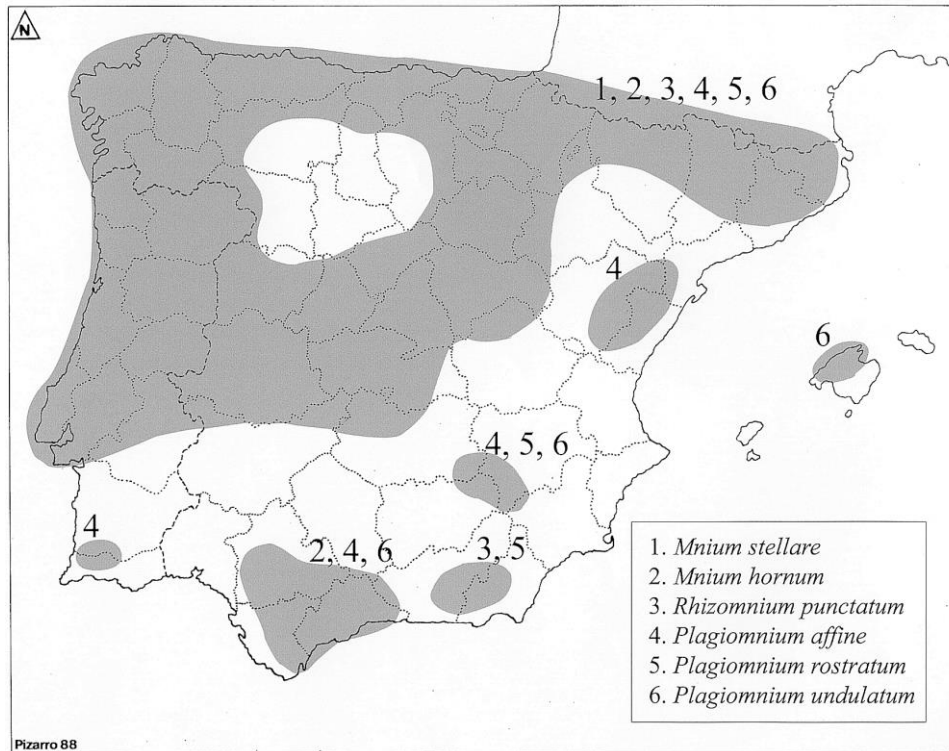 N
1, 2, 3, 4, 5, 6
4
6
4, 5, 6
4
2, 4, 6
3, 5
1. Mnium stellare
2. Mnium hornum
3. Rhizomnium punctatum
4. Plagiomnium affine
5. Plagiomnium rostratum
6. Plagiomnium undulatum
Pizarro 88